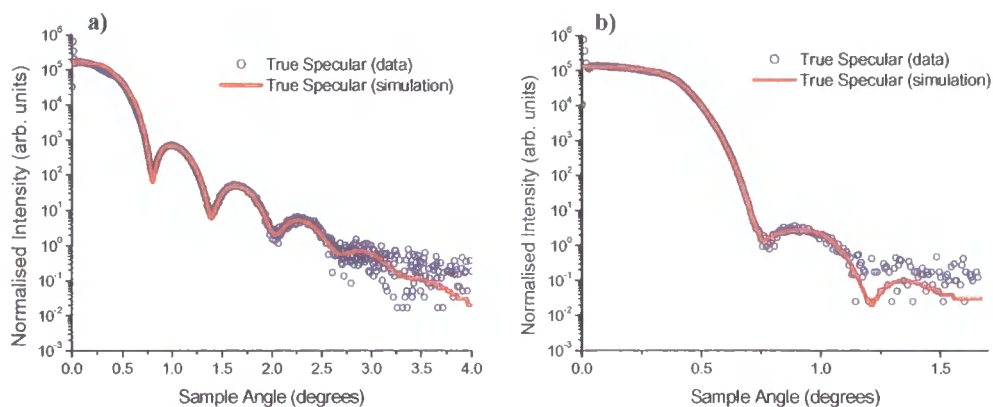 a)
10^6
10^5
10^4
10^3
10^2
10^1
10^0
10^-1
10^-2
10^-3
Normalised Intensity (arb. units)
True Specular (data)
True Specular (simulation)
0.0 0.5 1.0 1.5 2.0 2.5 3.0 3.5 4.0
Sample Angle (degrees)
b)
10^6
10^5
10^4
10^3
10^2
10^1
10^0
10^-1
10^-2
10^-3
Normalised Intensity (arb. units)
True Specular (data)
True Specular (simulation)
0.0 0.5 1.0 1.5
Sample Angle (degrees)